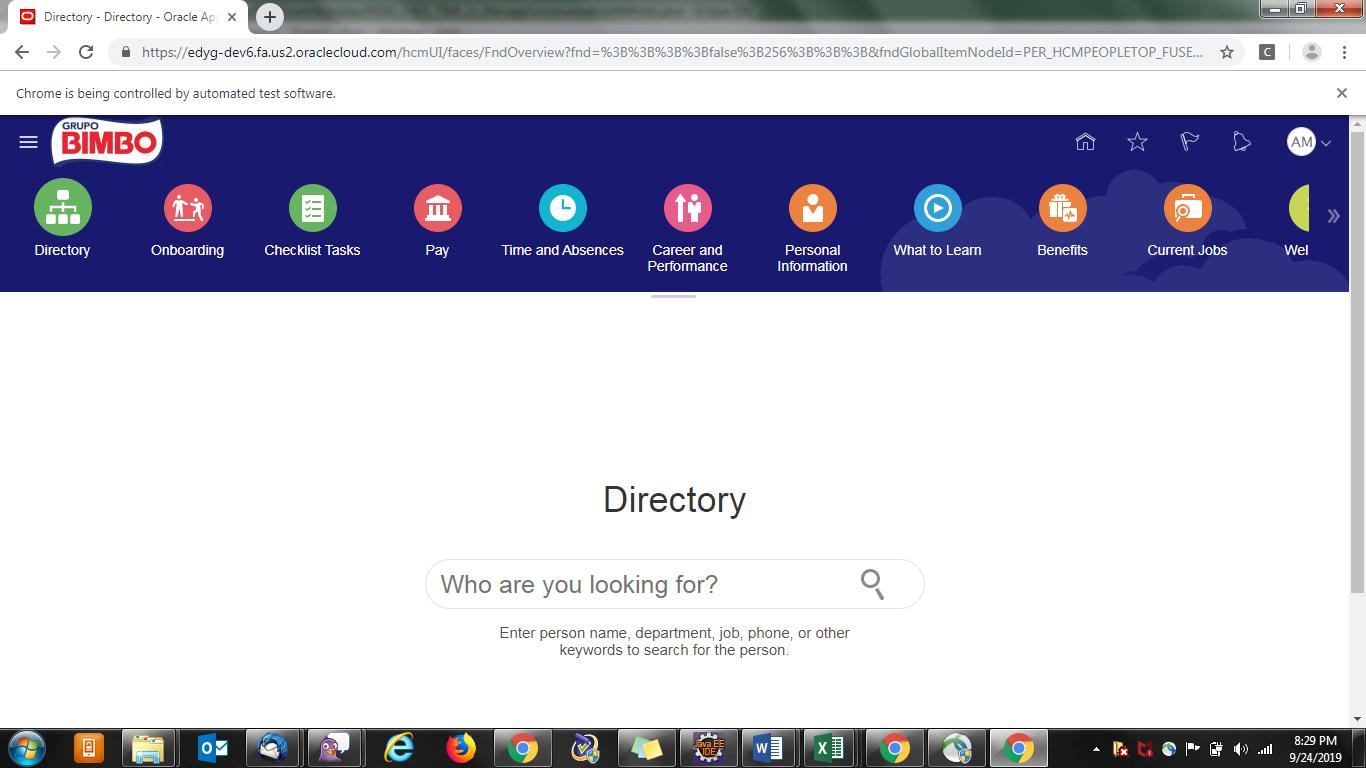 Directory - Directory - Oracle Ap
https://edyg-dev6.fa.us2.oraclecloud.com/hcmUI/faces/FndOverview?fnd=%3B%3B%3B%3Bfalse%3B256%3B%3B%3B&fndGlobalItemNodeId=PER_HCMPEOPLETOP_FUSE...
C
Chrome is being controlled by automated test software.
GRUPO
BIMBO
AM
Directory
Onboarding
Checklist Tasks
Pay
Time and Absences
Career and
Performance
Personal
Information
What to Learn
Benefits
Current Jobs
Wel
Directory
Who are you looking for?
Enter person name, department, job, phone, or other
keywords to search for the person.
Java EE
IDE
8:29 PM
9/24/2019